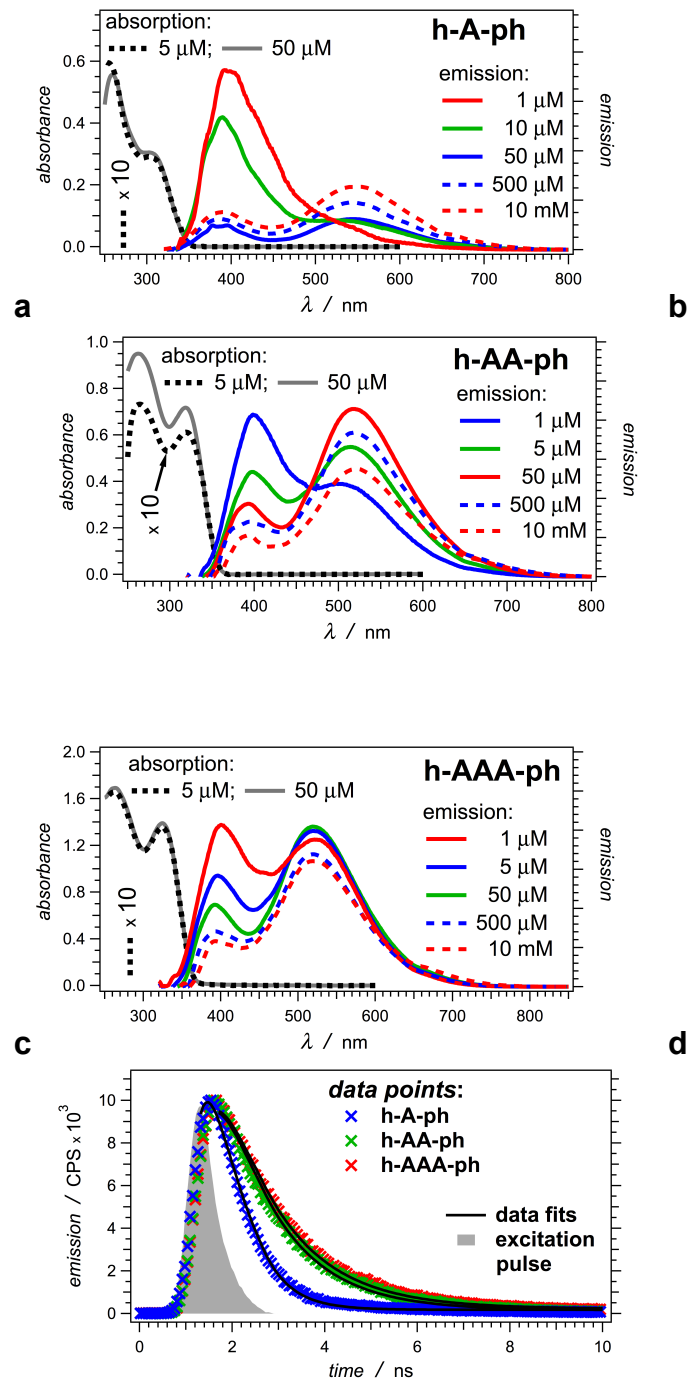 absorption:
5 μM; 50 μM
h-A-ph
emission:
1 μM
10 μM
50 μM
500 μM
10 mM
x 10
absorbance
emission
0.6
0.4
0.2
0.0
300 400 500 600 700 800
λ / nm
a
b
absorption:
5 μM; 50 μM
h-AA-ph
emission:
1 μM
5 μM
50 μM
500 μM
10 mM
x 10
absorbance
emission
1.0
0.8
0.6
0.4
0.2
0.0
300 400 500 600 700 800
λ / nm
absorption:
5 μM; 50 μM
h-AAA-ph
emission:
1 μM
5 μM
50 μM
500 μM
10 mM
x 10
absorbance
emission
2.0
1.6
1.2
0.8
0.4
0.0
300 400 500 600 700 800
λ / nm
c
d
data points:
h-A-ph
h-AA-ph
h-AAA-ph
data fits
excitation
pulse
emission / CPS x 10³
10
8
6
4
2
0
0 2 4 6 8 10
time / ns